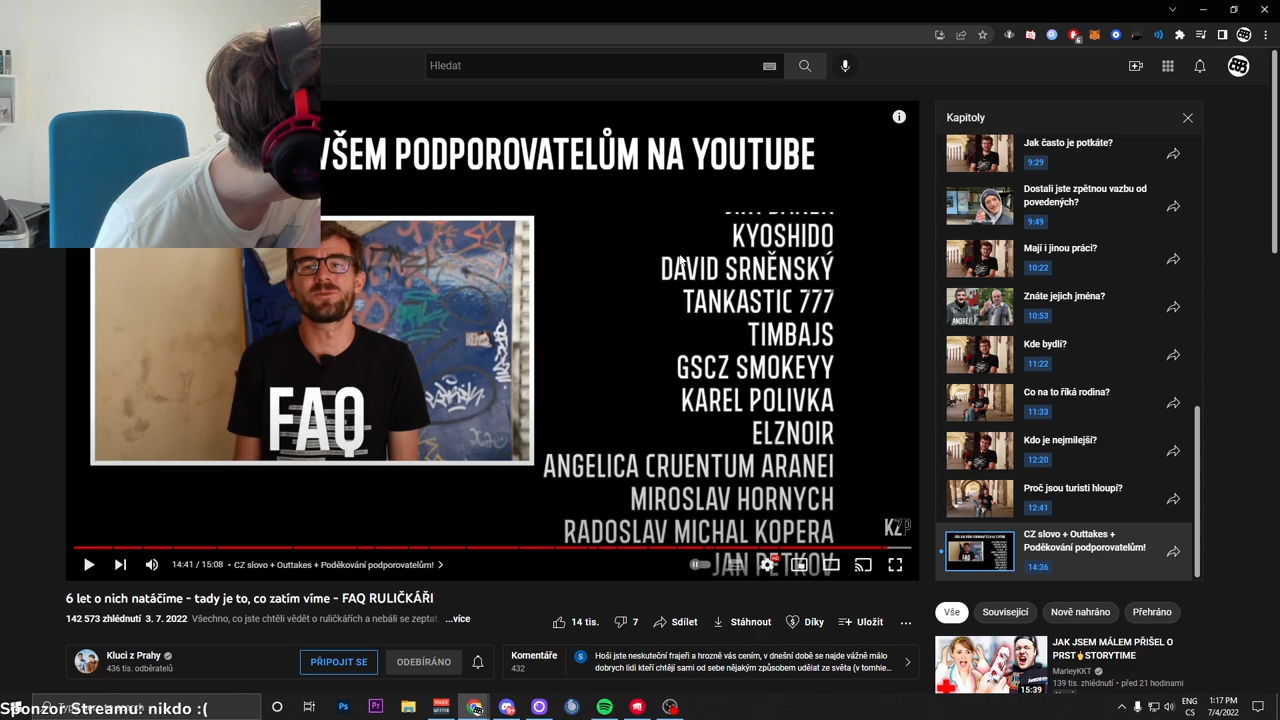 Hledat
VŠEM PODPOROVATELŮM NA YOUTUBE
KYOSHIDO
DAVID SRNĚNSKÝ
TANKASTIC 777
TIMBAJS
GSCZ SMOKEYY
KAREL POLIVKA
ELZNOIR
ANGELICA CRUENTUM ARANEI
MIROSLAV HORNYCH
RADOSLAV MICHAL KOPERA
JAN PETKOV
FAQ
KZP
14:41 / 15:08 • CZ slovo + Outtakes + Poděkování podporovatelům!
HD
6 let o nich natáčíme - tady je to, co zatím víme - FAQ RULIČKÁŘI
142 573 zhlédnutí 3. 7. 2022 Všechno, co jste chtěli vědět o ruličkářích a nebáli se zeptat. ...více
14 tis.
7
Sdílet
Stáhnout
Díky
Uložit
Kluci z Prahy
436 tis. odběratelů
PŘIPOJIT SE
ODEBÍRÁNO
Komentáře
432
S
Hoši jste neskuteční frajeři a hrozně vás cením, v dnešní době se najde vážně málo
dobrejch lidí kteří chtějí sami od sebe nějakým způsobem udělat ze světa (v tomhle...
Kapitoly
Jak často je potkáte?
9:29
Dostali jste zpětnou vazbu od
povedených?
9:49
Mají i jinou práci?
10:22
Znáte jejich jména?
10:53
ANDREJ
Kde bydlí?
11:22
Co na to říká rodina?
11:33
Kdo je nejmilejší?
12:20
Proč jsou turisti hloupí?
12:41
CZ slovo + Outtakes +
Poděkování podporovatelům!
14:36
Vše
Související
Nově nahráno
Přehráno
JAK JSEM MÁLEM PŘIŠEL O
PRST
STORYTIME
MarleyKKT
139 tis. zhlédnutí • před 21 hodinami
15:39
Sponzor Streamu: nikdo :(
Ps
Pr
ENG
CS
1:17 PM
7/4/2022